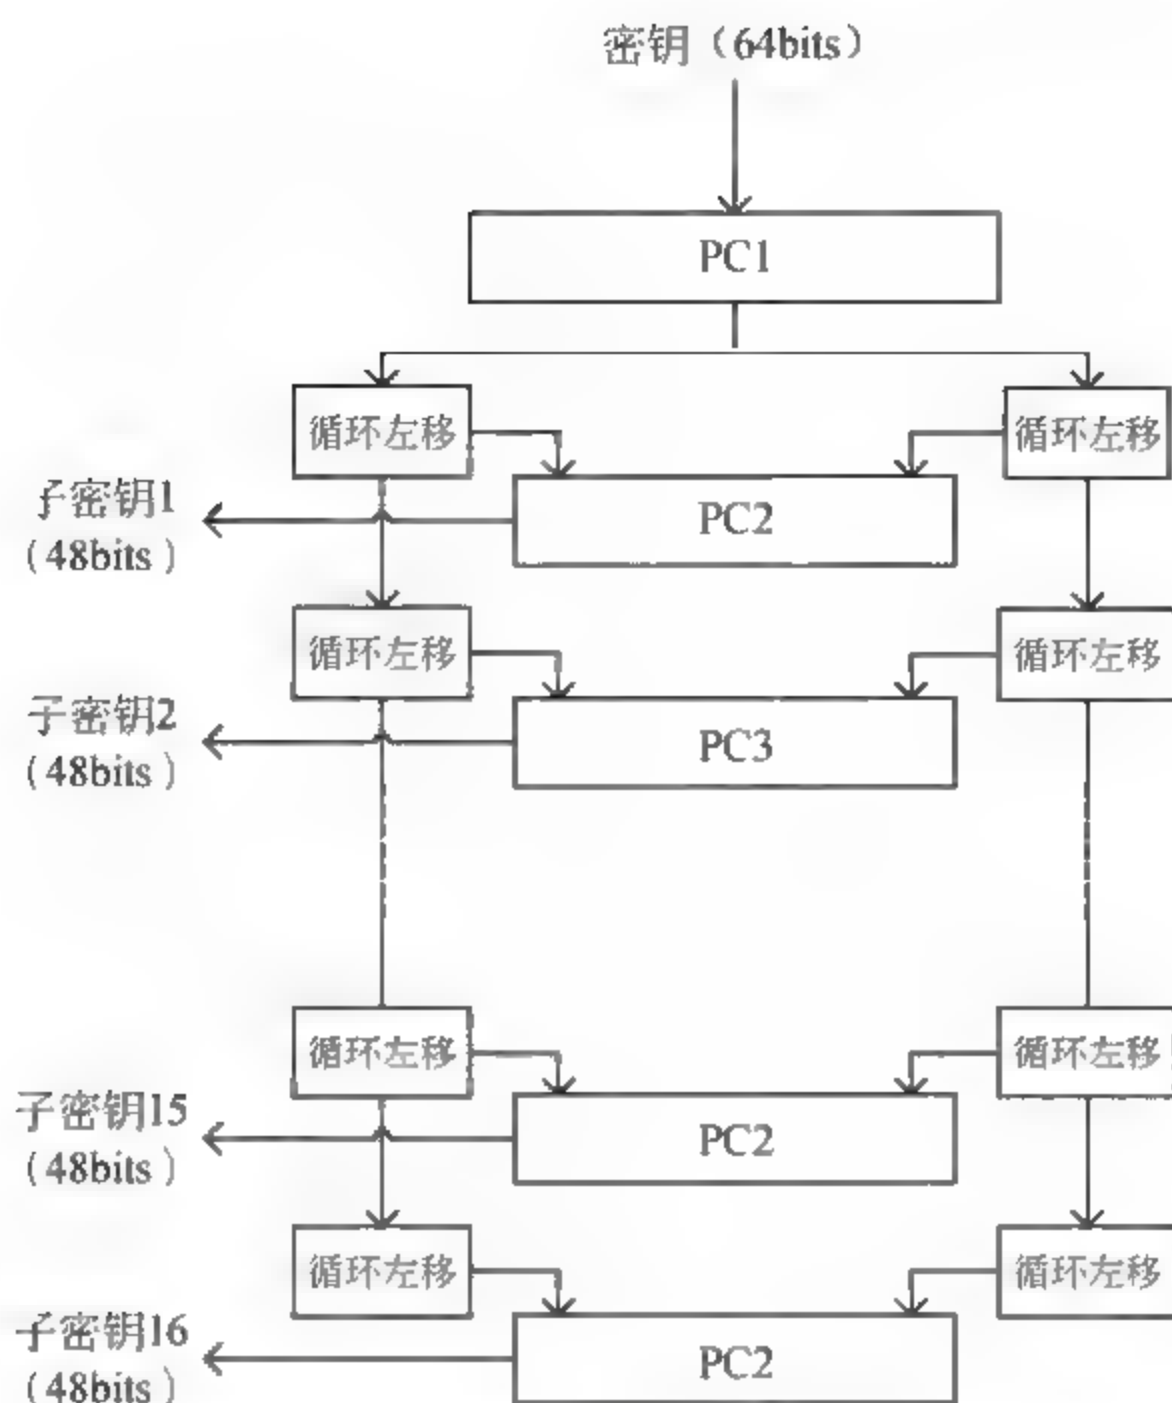 密钥（64bits）
PC1
循环左移
循环左移
子密钥1
（48bits）
PC2
循环左移
循环左移
子密钥2
（48bits）
PC3
循环左移
循环左移
子密钥15
（48bits）
PC2
循环左移
循环左移
子密钥16
（48bits）
PC2